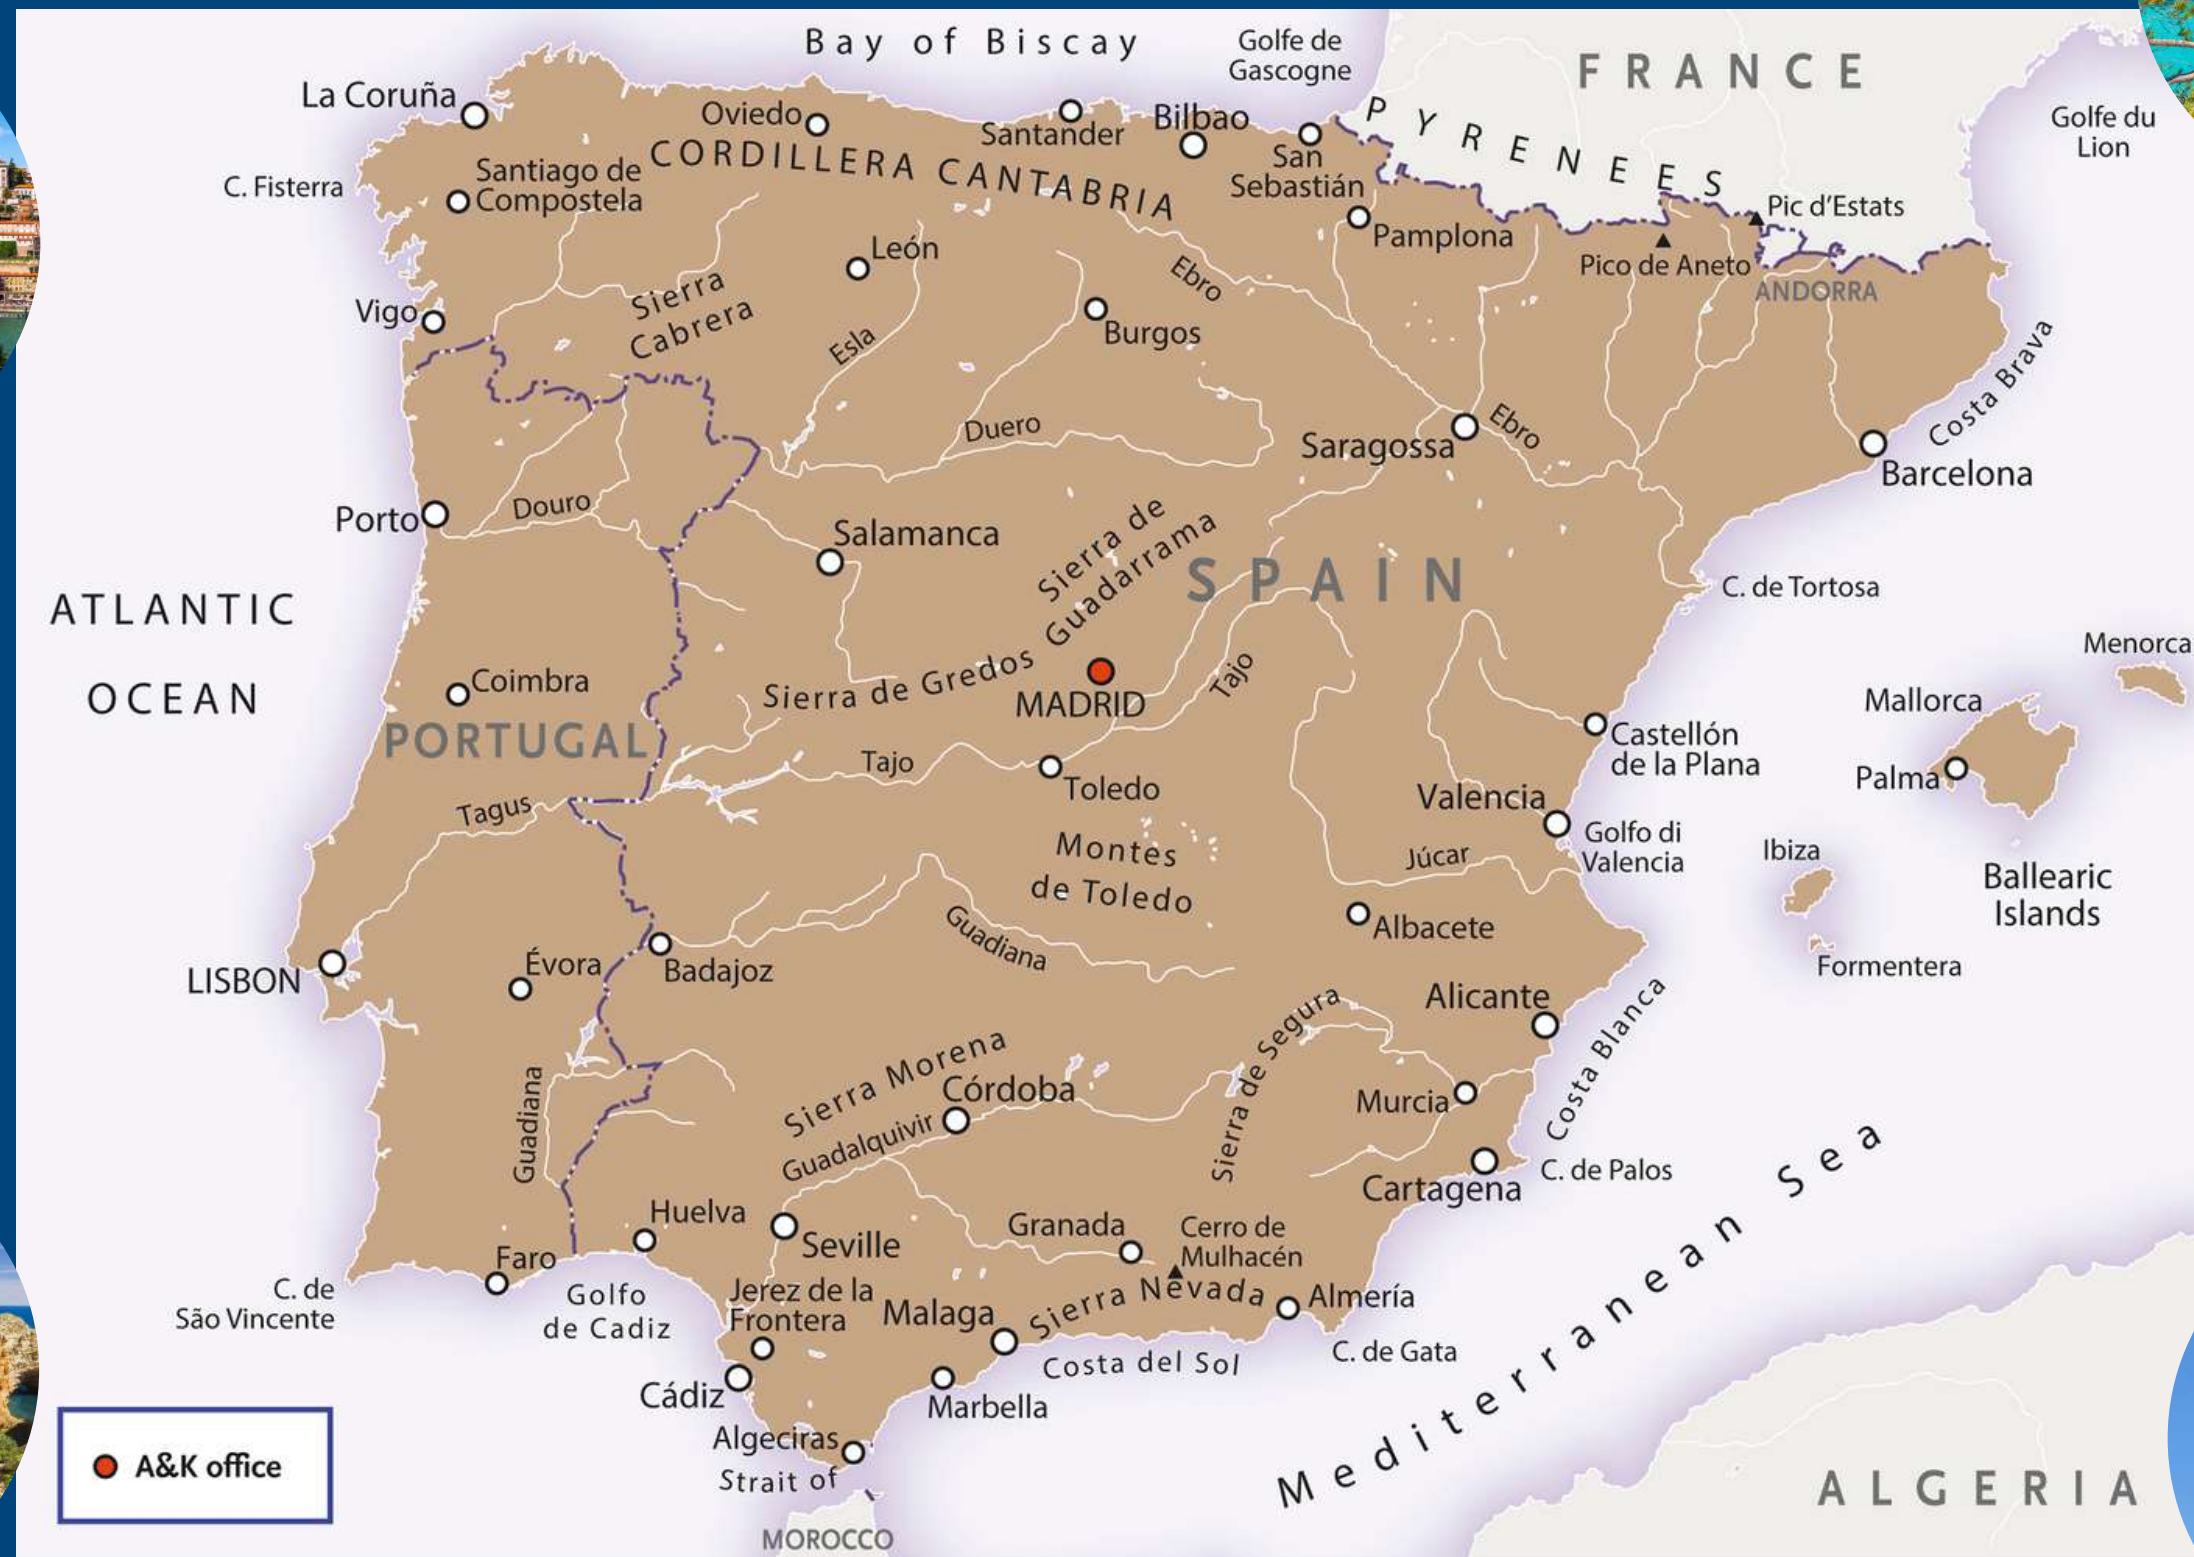 Bay of Biscay
Golfe de
Gascogne
FRANCE
La Coruña
Oviedo
Santander
Bilbao
PYRENEES
Golfe du
Lion
CORDILLERA CANTABRIA
San
Sebastián
C. Fisterra
Santiago de
Compostela
Pic d'Estats
Pamplona
León
Pico de Aneto
ANDORRA
Ebro
Sierra
Cabrera
Vigo
Esla
Burgos
Costa Brava
Duero
Saragossa
Ebro
Barcelona
Porto
Douro
Salamanca
Sierra de
Guadarrama
SPAIN
C. de Tortosa
ATLANTIC
OCEAN
Menorca
Coimbra
Sierra de Gredos
MADRID
Tajo
Mallorca
PORTUGAL
Castellón
de la Plana
Tajo
Toledo
Palma
Tagus
Valencia
Golfo di
Valencia
Montes
de Toledo
Júcar
Ibiza
Ballearic
Islands
Guadiana
Albacete
LISBON
Évora
Badajoz
Formentera
Alicante
Costa Blanca
Sierra de Segura
Sierra Morena
Guadiana
Córdoba
Murcia
Guadalquivir
Cartagena
C. de Palos
Mediterranean Sea
Huelva
Seville
Granada
Cerro de
Mulhacén
Faro
C. de
São Vincente
Golfo
de Cadiz
Jerez de la
Frontera
Malaga
Sierra Nevada
Almería
C. de Gata
Costa del Sol
Cádiz
Marbella
Algeciras
Strait of
A&K office
MOROCCO
ALGERIA